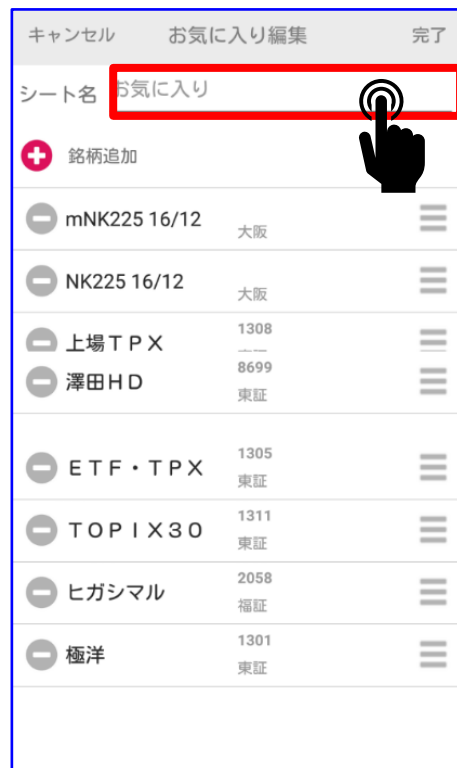 キャンセル お気に入り編集 完了
シート名 お気に入り
銘柄追加
mNK225 16/12 大阪
NK225 16/12 大阪
上場ＴＰＸ 1308
澤田ＨＤ 8699 東証
ＥＴＦ・ＴＰＸ 1305 東証
ＴＯＰＩＸ３０ 1311 東証
ヒガシマル 2058 福証
極洋 1301 東証